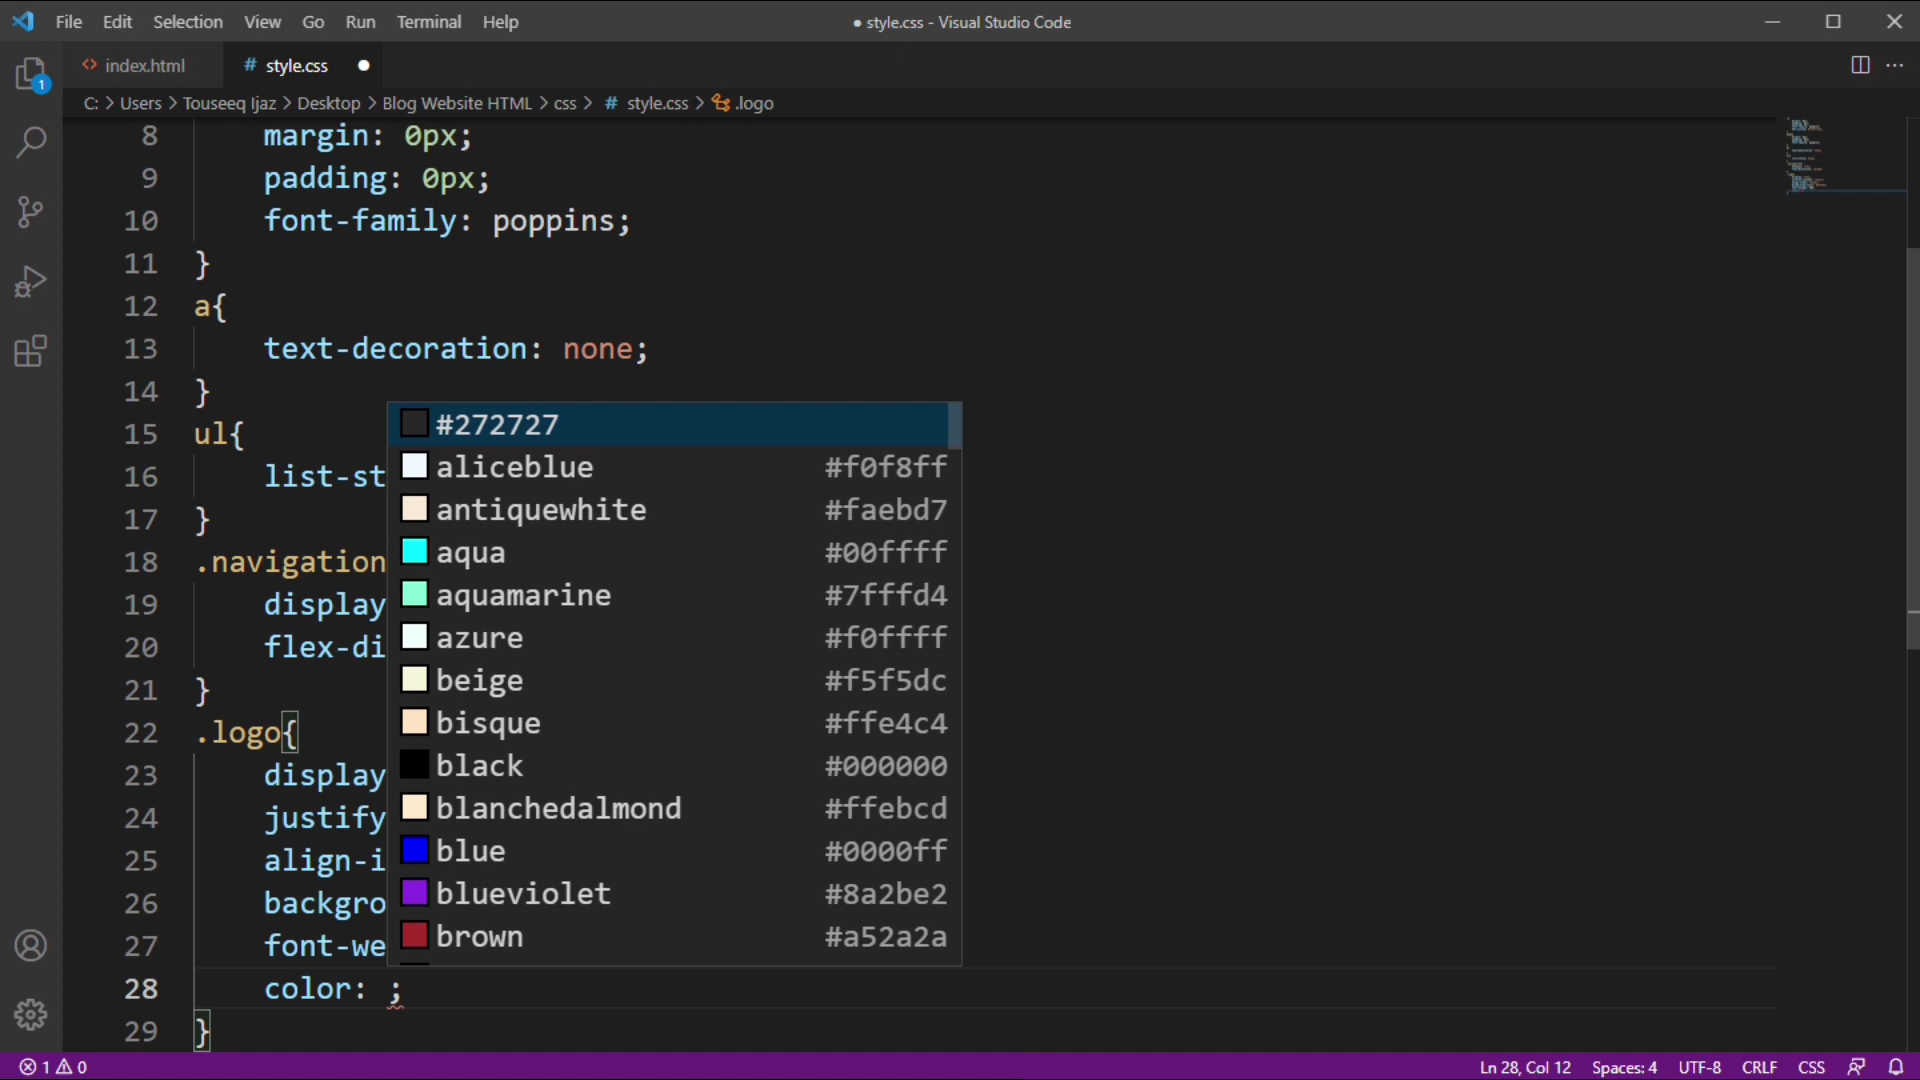 File Edit Selection View Go Run Terminal Help
● style.css - Visual Studio Code
index.html
# style.css
C: > Users > Touseeq Ijaz > Desktop > Blog Website HTML > css > # style.css > .logo
1
8 margin: 0px;
9 padding: 0px;
10 font-family: poppins;
11 }
12 a{
13 text-decoration: none;
14 }
#272727
15 ul{
aliceblue #f0f8ff
16 list-st
antiquewhite #faebd7
17 }
aqua #00ffff
18 .navigation
aquamarine #7fffd4
19 display
azure #f0ffff
20 flex-di
beige #f5f5dc
21 }
bisque #ffe4c4
22 .logo{
black #000000
23 display
blanchedalmond #ffebcd
24 justify
blue #0000ff
25 align-i
blueviolet #8a2be2
26 backgro
brown #a52a2a
27 font-we
28 color: ;
29 }
1 0
Ln 28, Col 12 Spaces: 4 UTF-8 CRLF CSS